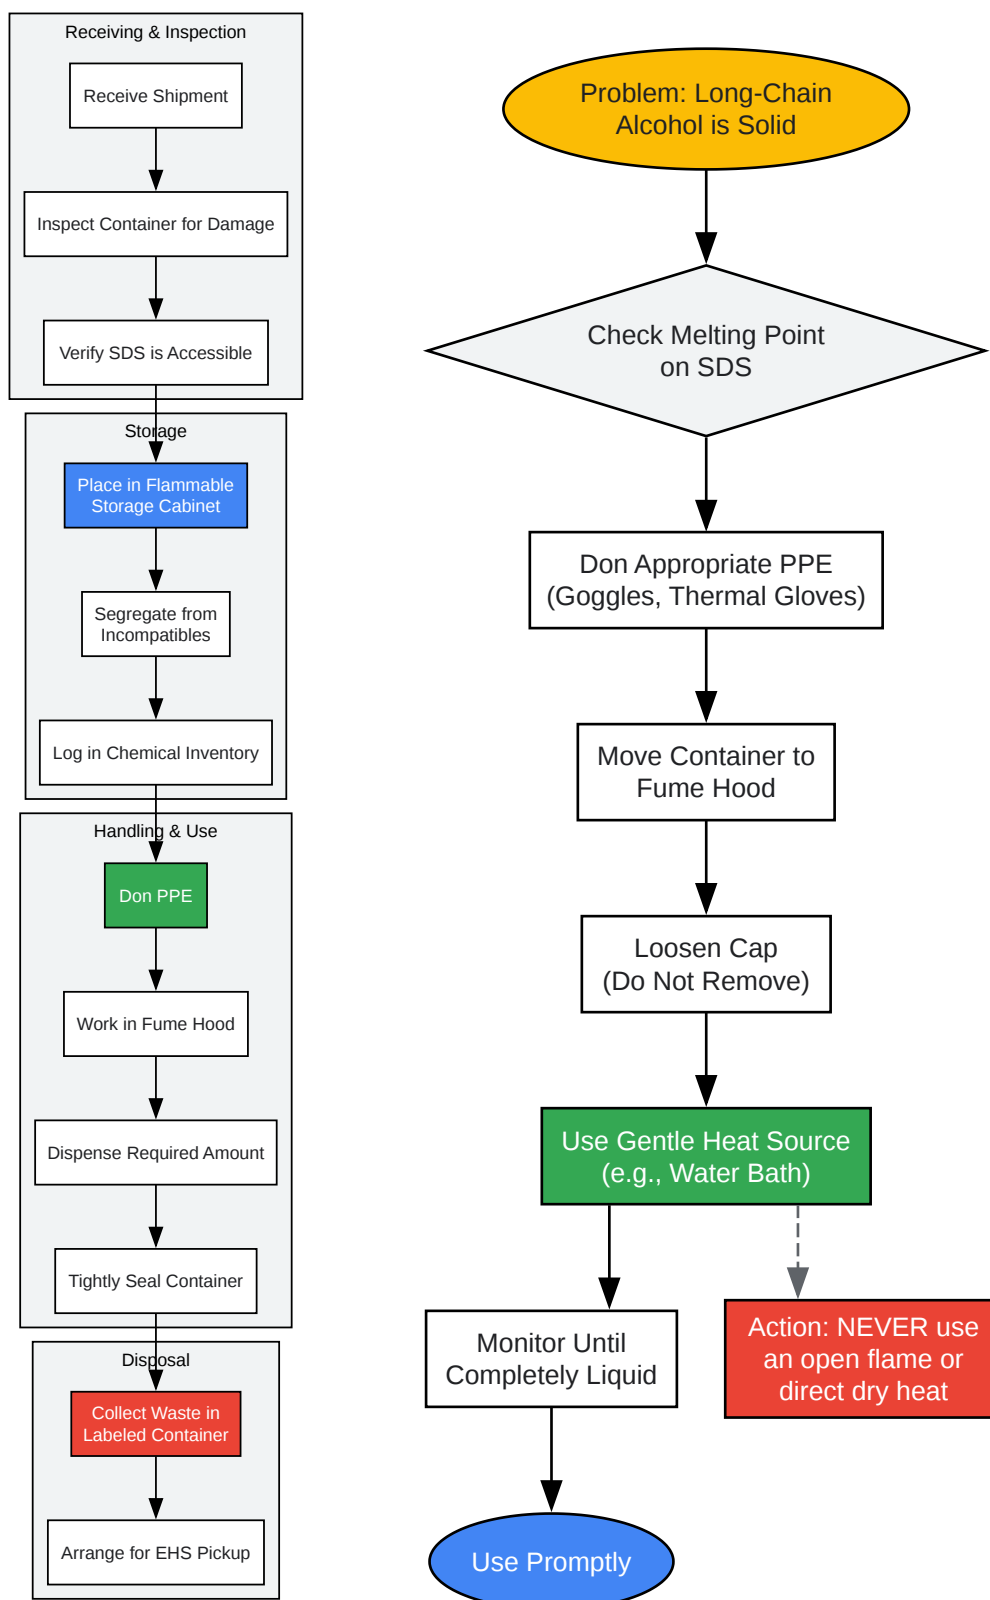 Receiving & Inspection
Receive Shipment
Inspect Container for Damage
Verify SDS is Accessible
Storage
Place in Flammable
Storage Cabinet
Segregate from
Incompatibles
Log in Chemical Inventory
Handling & Use
Don PPE
Work in Fume Hood
Dispense Required Amount
Tightly Seal Container
Disposal
Collect Waste in
Labeled Container
Arrange for EHS Pickup
Problem: Long-Chain
Alcohol is Solid
Check Melting Point
on SDS
Don Appropriate PPE
(Goggles, Thermal Gloves)
Move Container to
Fume Hood
Loosen Cap
(Do Not Remove)
Use Gentle Heat Source
(e.g., Water Bath)
Monitor Until
Completely Liquid
Action: NEVER use
an open flame or
direct dry heat
Use Promptly